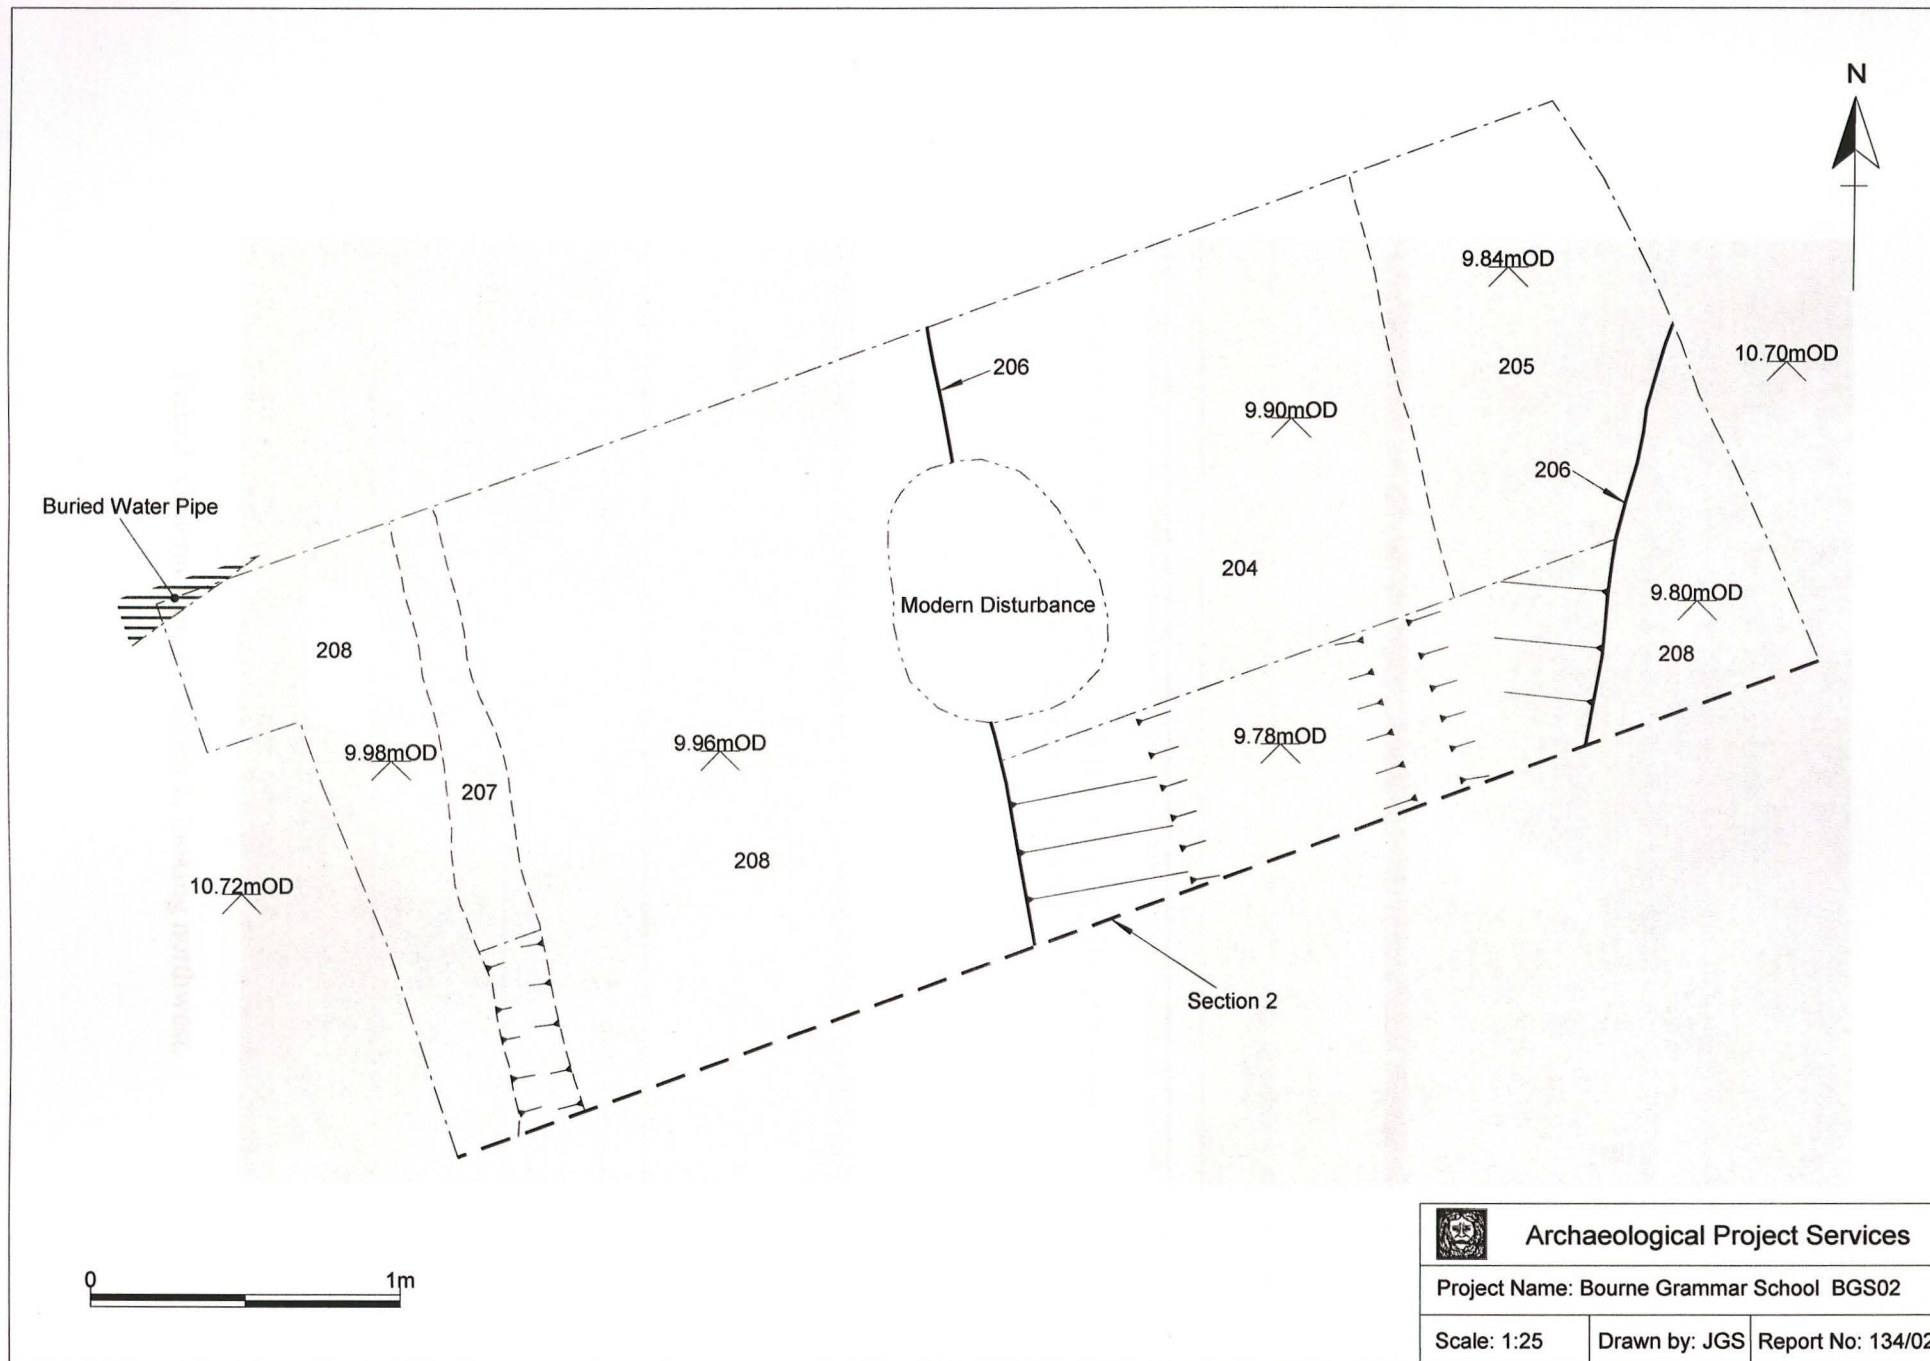 N
9.84mOD
10.70mOD
206
205
9.90mOD
206
Buried Water Pipe
204
Modern Disturbance
9.80mOD
208
208
9.98mOD
9.96mOD
9.78mOD
207
208
10.72mOD
Section 2
0 1m
Archaeological Project Services
Project Name: Bourne Grammar School BGS02
Scale: 1:25
Drawn by: JGS
Report No: 134/02